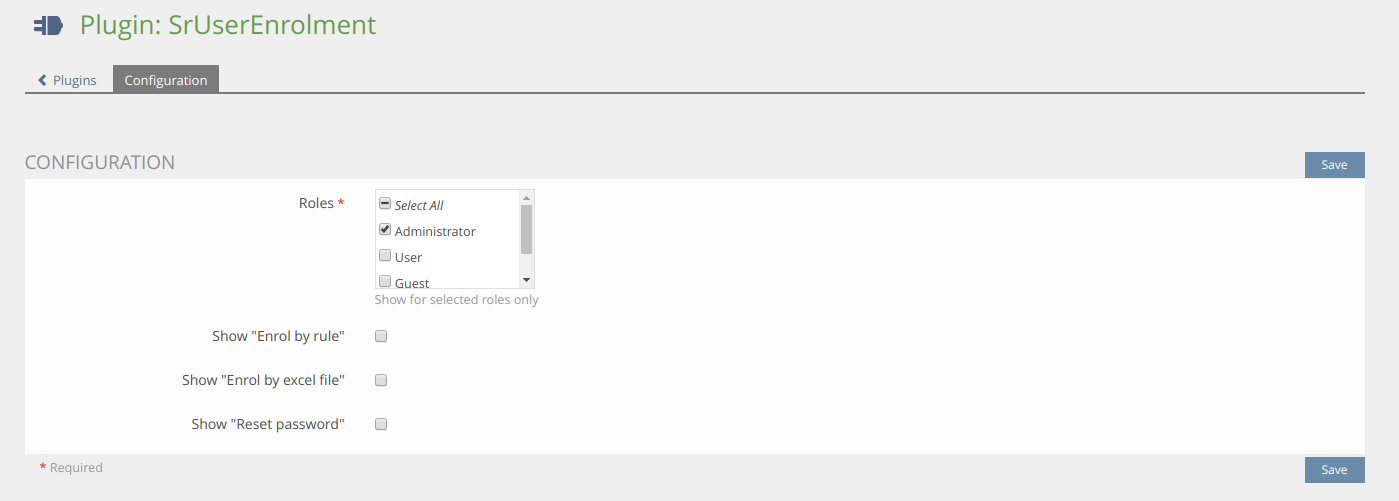 Plugin: SrUserEnrolment
Plugins
Configuration
CONFIGURATION
Save
Roles *
Select All
Administrator
User
Guest
Show for selected roles only
Show "Enrol by rule"
Show "Enrol by excel file"
Show "Reset password"
* Required
Save